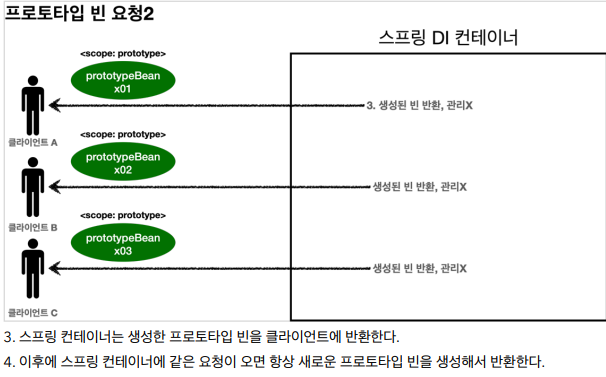 프로토타입 빈 요청2
스프링 DI 컨테이너
<scope: prototype>
prototypeBean
x01
3. 생성된 빈 반환, 관리X
클라이언트 A
<scope: prototype>
prototypeBean
x02
생성된 빈 반환, 관리X
클라이언트 B
<scope: prototype>
prototypeBean
x03
생성된 빈 반환, 관리X
클라이언트 C
3. 스프링 컨테이너는 생성한 프로토타입 빈을 클라이언트에 반환한다.
4. 이후에 스프링 컨테이너에 같은 요청이 오면 항상 새로운 프로토타입 빈을 생성해서 반환한다.